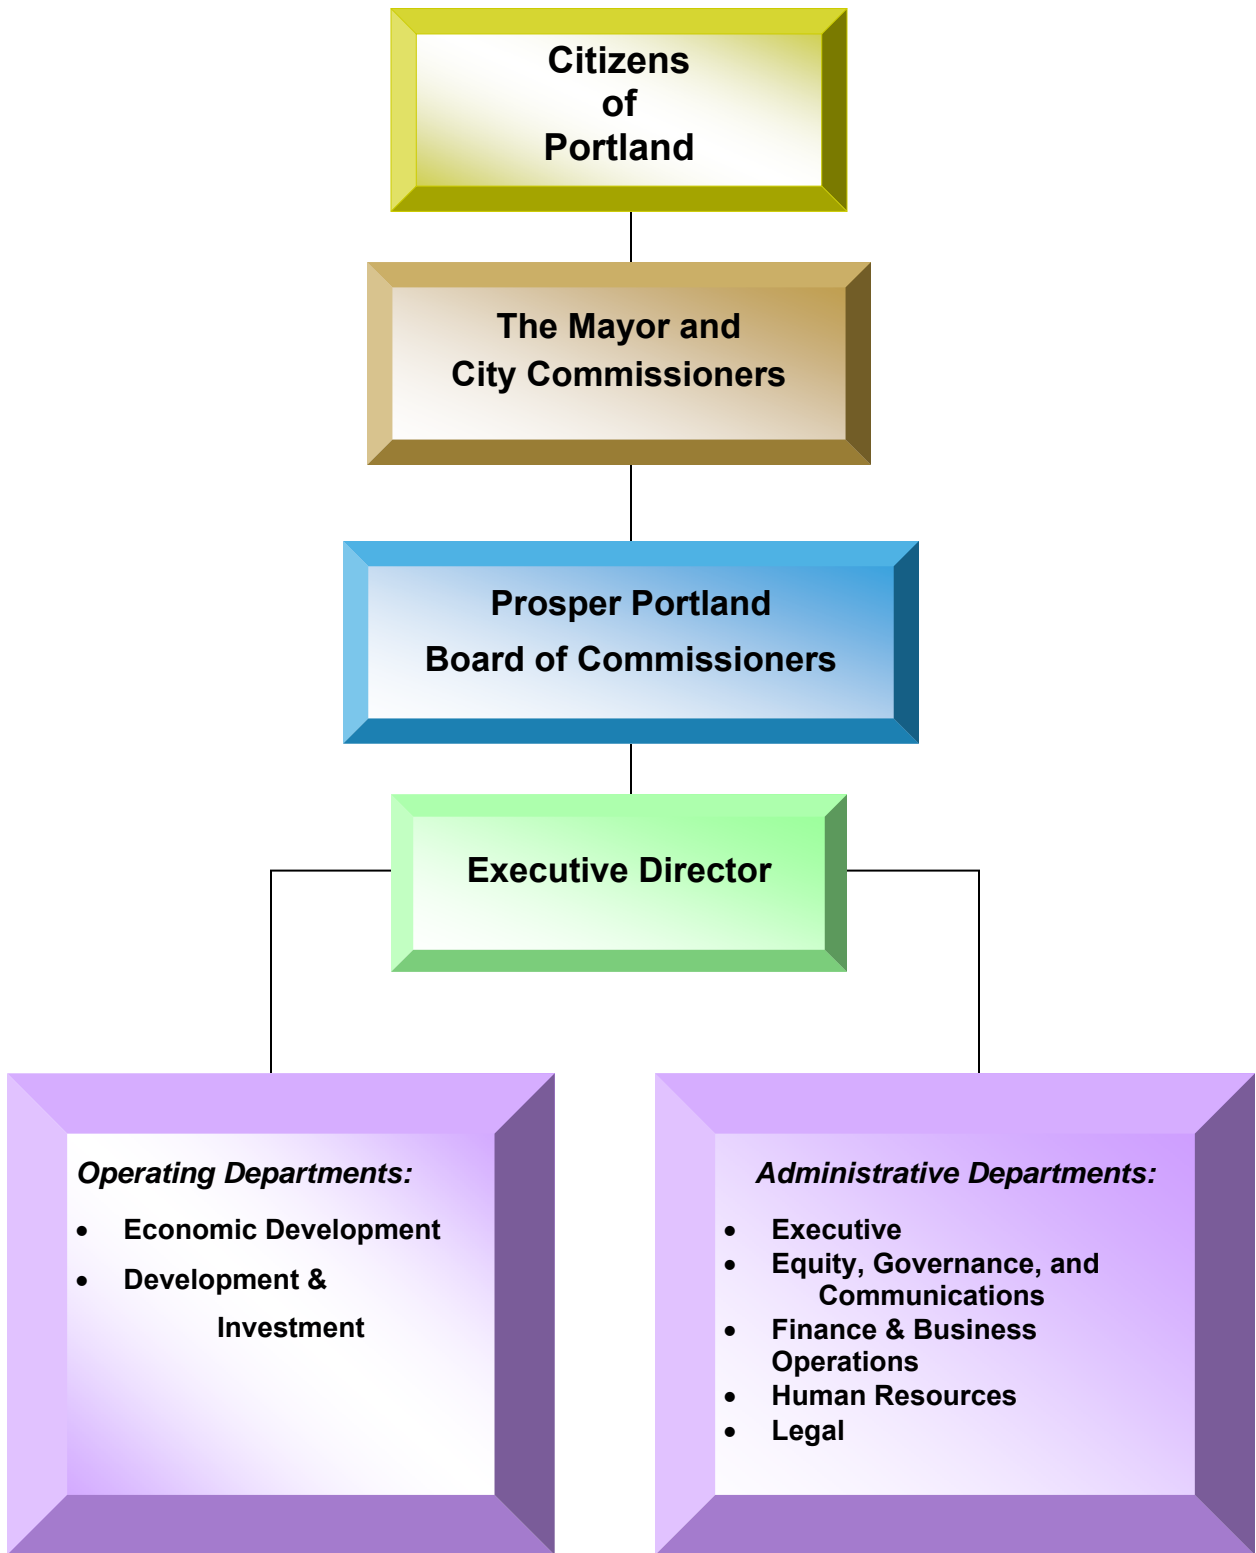 Citizens
of
Portland
The Mayor and
City Commissioners
Prosper Portland
Board of Commissioners
Executive Director
Operating Departments:
• Economic Development
• Development &
Investment
Administrative Departments:
• Executive
• Equity, Governance, and
Communications
• Finance & Business
Operations
• Human Resources
• Legal